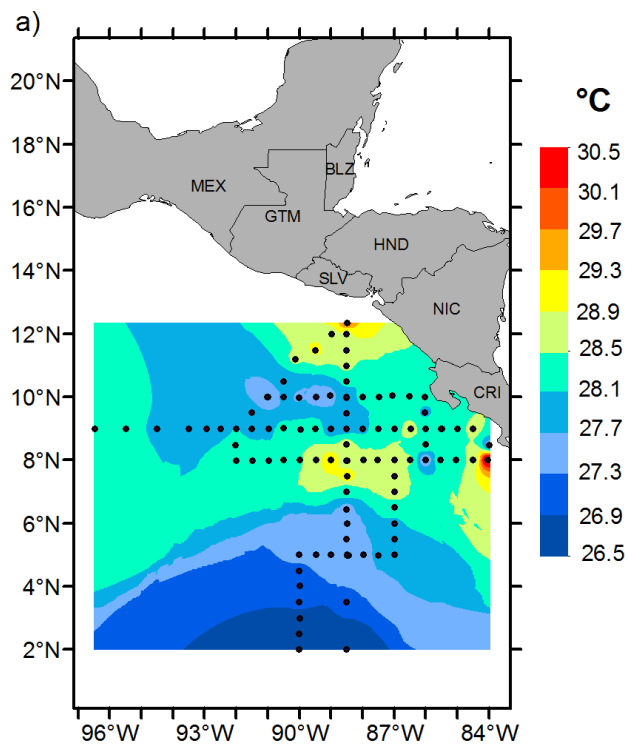 a)
20°N
18°N
16°N
14°N
12°N
10°N
8°N
6°N
4°N
2°N
96°W
93°W
90°W
87°W
84°W
MEX
BLZ
GTM
HND
SLV
NIC
CRI
°C
30.5
30.1
29.7
29.3
28.9
28.5
28.1
27.7
27.3
26.9
26.5